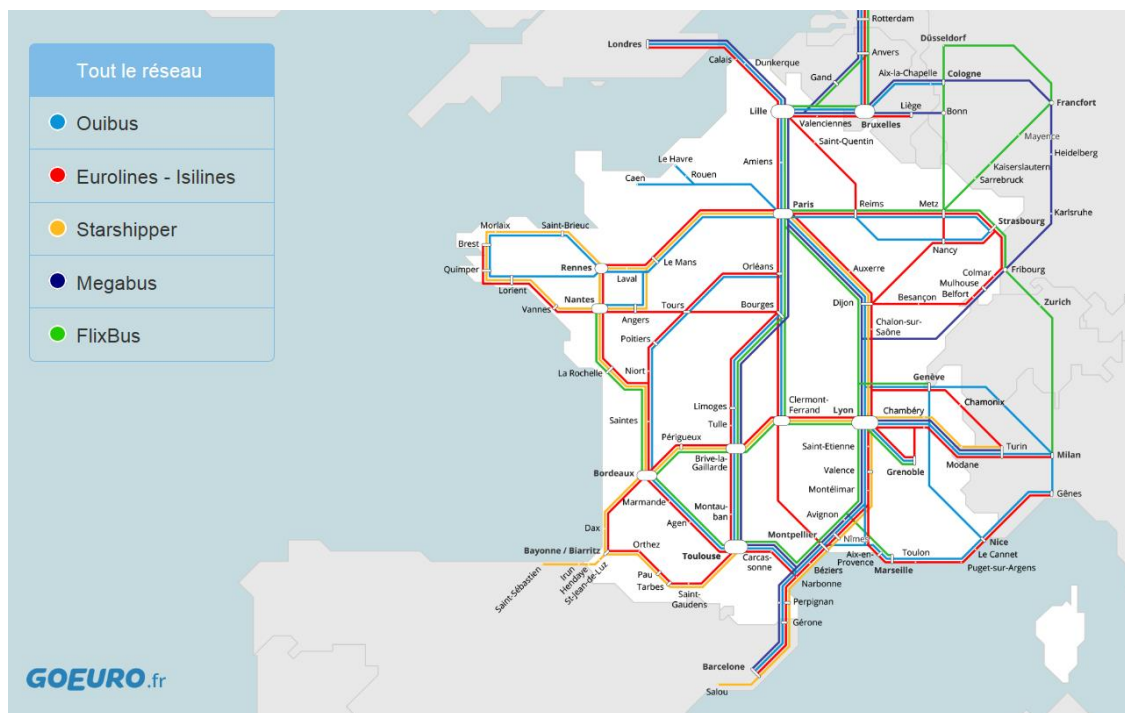 Tout le réseau
Ouibus
Eurolines - Isilines
Starshipper
Megabus
FlixBus
Rotterdam
Londres
Anvers
Düsseldorf
Calais
Dunkerque
Gand
Aix-la-Chapelle
Cologne
Lille
Liège
Bonn
Francfort
Valenciennes
Bruxelles
Saint-Quentin
Mayence
Heidelberg
Le Havre
Amiens
Kaiserslautern
Sarrebruck
Caen
Rouen
Paris
Reims
Metz
Karlsruhe
Strasbourg
Morlaix
Saint-Brieuc
Brest
Nancy
Quimper
Rennes
Laval
Le Mans
Orléans
Auxerre
Colmar
Mulhouse
Belfort
Fribourg
Lorient
Nantes
Vannes
Angers
Tours
Bourges
Dijon
Besançon
Zurich
Poitiers
Chalon-sur-
Saône
La Rochelle
Niort
Genève
Chamonix
Limoges
Tulle
Clermont-
Ferrand
Lyon
Chambéry
Saintes
Périgueux
Saint-Etienne
Turin
Milan
Bordeaux
Brive-la-
Gaillarde
Valence
Grenoble
Modane
Marmande
Montélimar
Gênes
Agen
Montau-
ban
Avignon
Dax
Montpellier
Nîmes
Nice
Bayonne / Biarritz
Orthez
Toulouse
Carcas-
sonne
Béziers
Aix-en-
Provence
Toulon
Marseille
Le Cannet
Puget-sur-Argens
Saint-Sébastien
Irun
Hendaye
St-Jean-de-Luz
Pau
Tarbes
Saint-
Gaudens
Narbonne
Perpignan
Gérone
Barcelone
Salou
GOEURO.fr